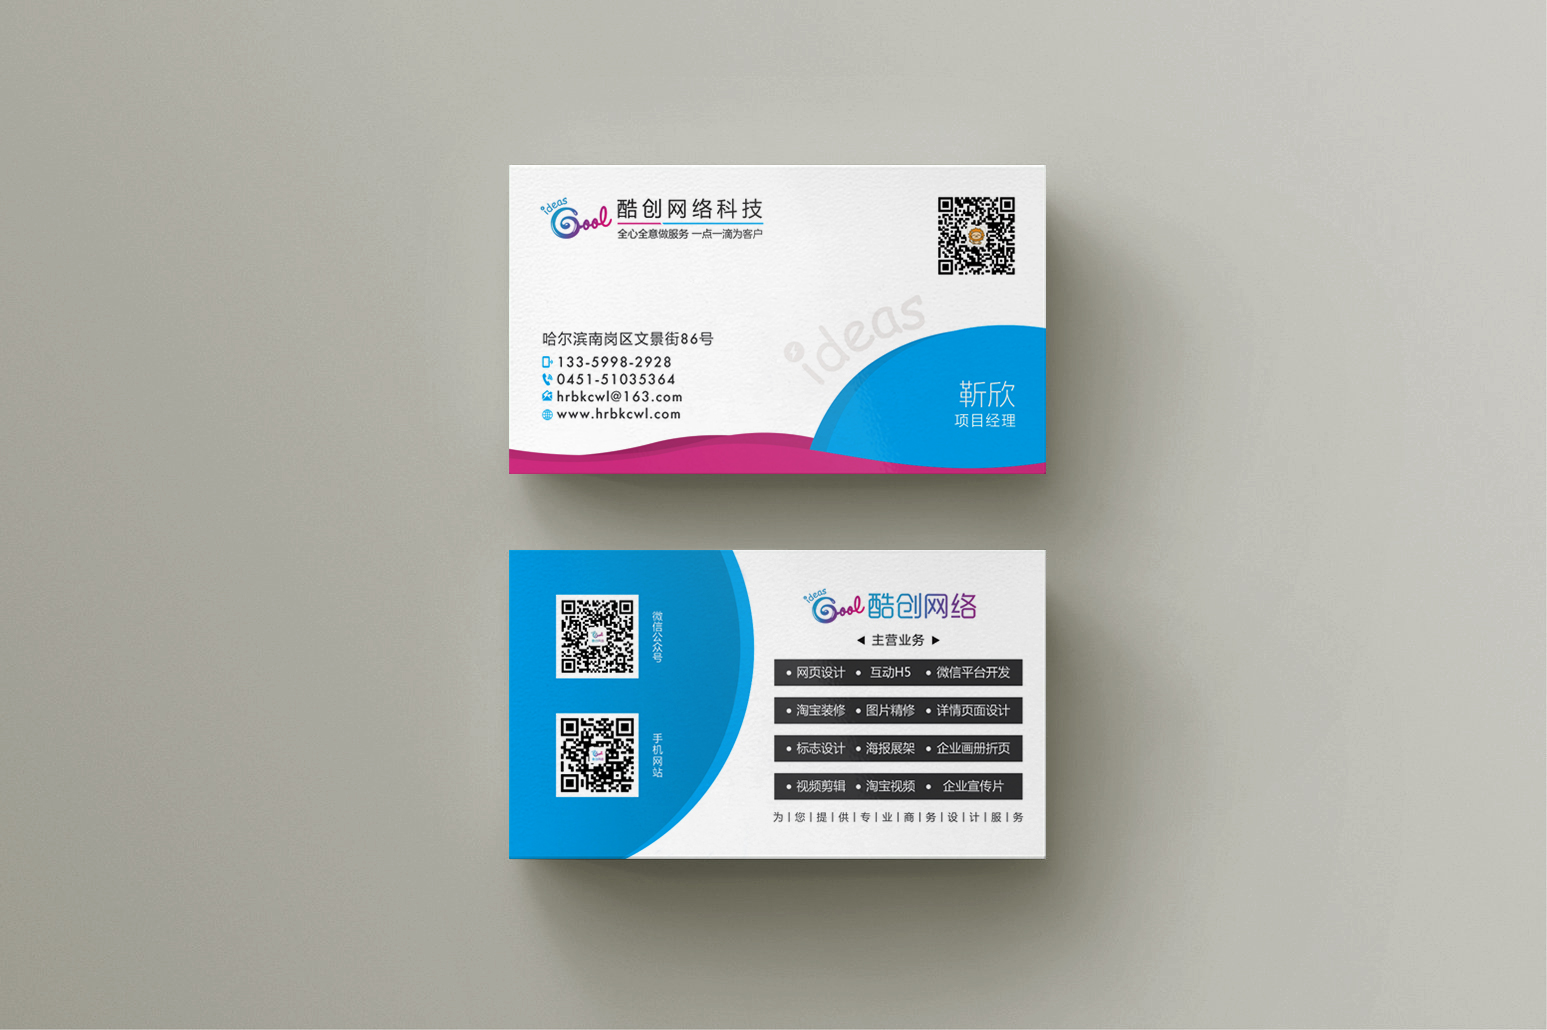 ideas
Cool 酷创网络科技
全心全意做服务 一点一滴为客户
哈尔滨南岗区文景街86号
133-5998-2928
0451-51035364
hrbkcwl@163.com
www.hrbkcwl.com
ideas
靳欣
项目经理
微信公众号
手机网站
ideas
Cool 酷创网络
◀ 主营业务 ▶
• 网页设计 • 互动H5 • 微信平台开发
• 淘宝装修 • 图片精修 • 详情页面设计
• 标志设计 • 海报展架 • 企业画册折页
• 视频剪辑 • 淘宝视频 • 企业宣传片
为|您|提|供|专|业|商|务|设|计|服|务